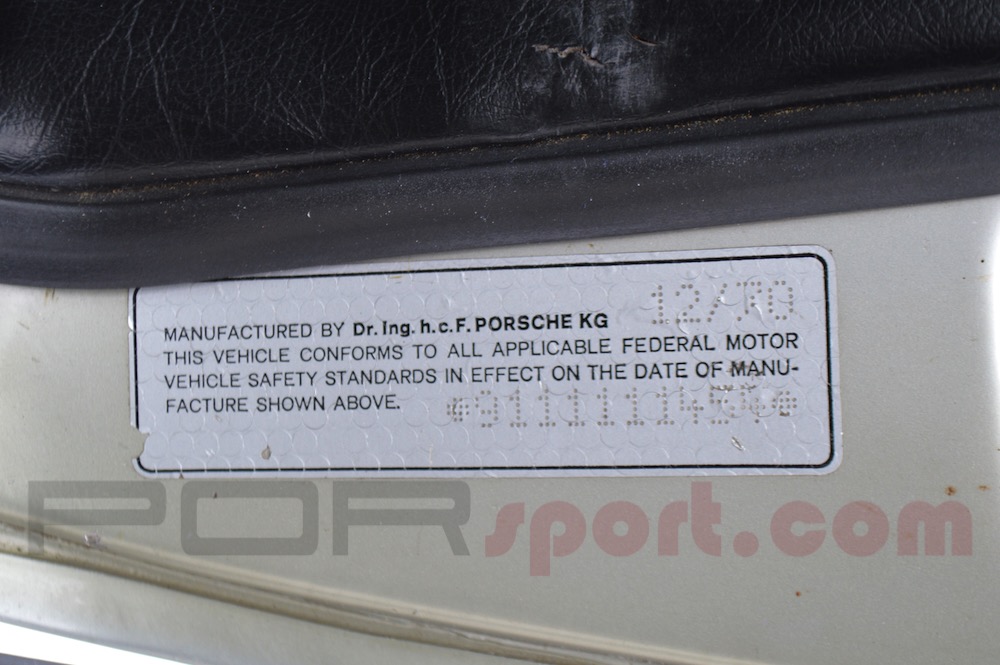 12/70
MANUFACTURED BY Dr. Ing. h. c. F. PORSCHE KG
THIS VEHICLE CONFORMS TO ALL APPLICABLE FEDERAL MOTOR
VEHICLE SAFETY STANDARDS IN EFFECT ON THE DATE OF MANU-
FACTURE SHOWN ABOVE.
PORsport.com